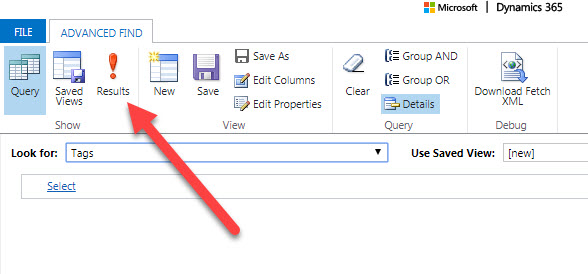 Microsoft Dynamics 365
FILE ADVANCED FIND
Query
Saved Views
Results
New
Save
Save As
Edit Columns
Edit Properties
Clear
Group AND
Group OR
Details
Download Fetch XML
Show View Query Debug
Look for: Tags Use Saved View: [new]
Select